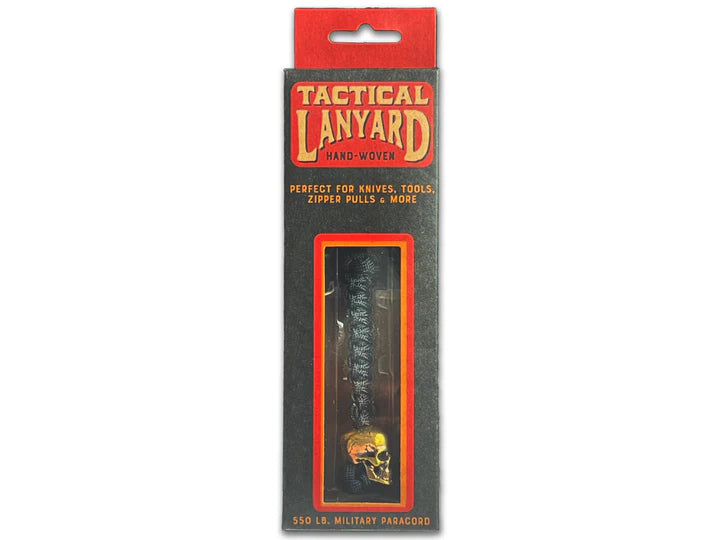 TACTICAL
LANYARD
HAND-WOVEN
PERFECT FOR KNIVES, TOOLS,
ZIPPER PULLS & MORE
550 LB. MILITARY PARACORD